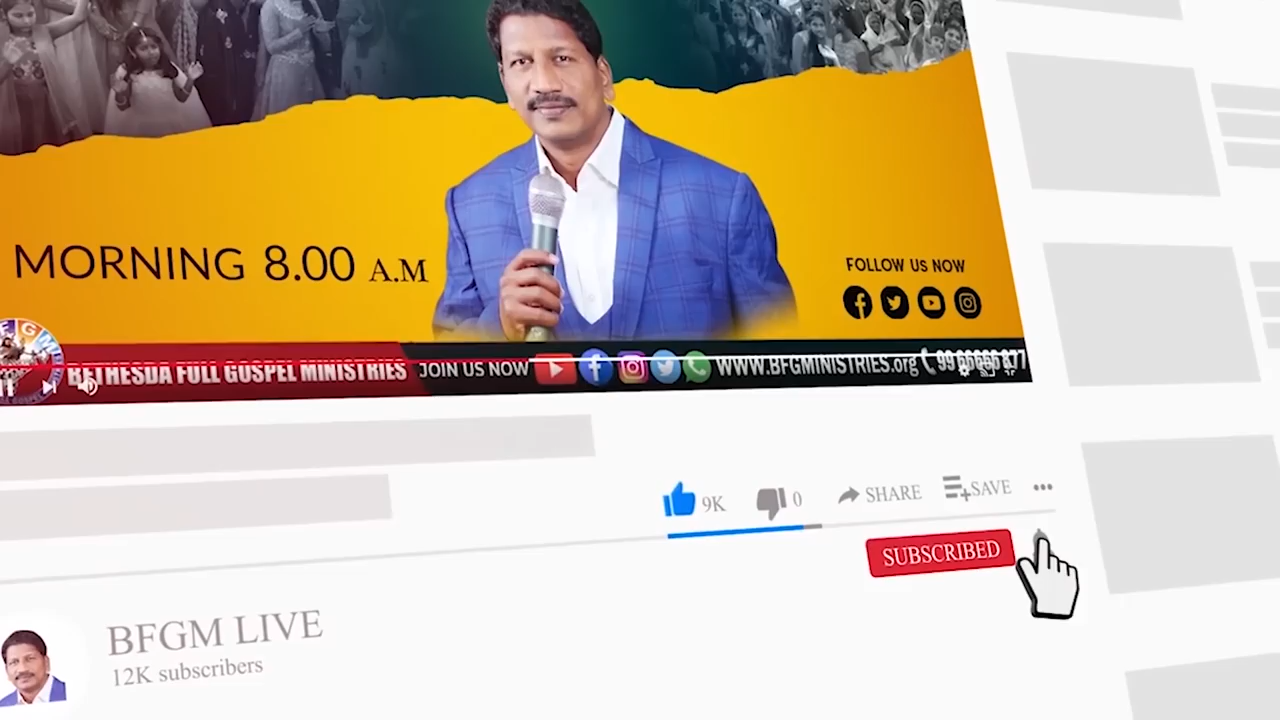 MORNING 8.00 A.M
FOLLOW US NOW
BETHESDA FULL GOSPEL MINISTRIES JOIN US NOW WWW.BFGMINISTRIES.org
9K 0 SHARE SAVE
SUBSCRIBED
BFGM LIVE
12K subscribers